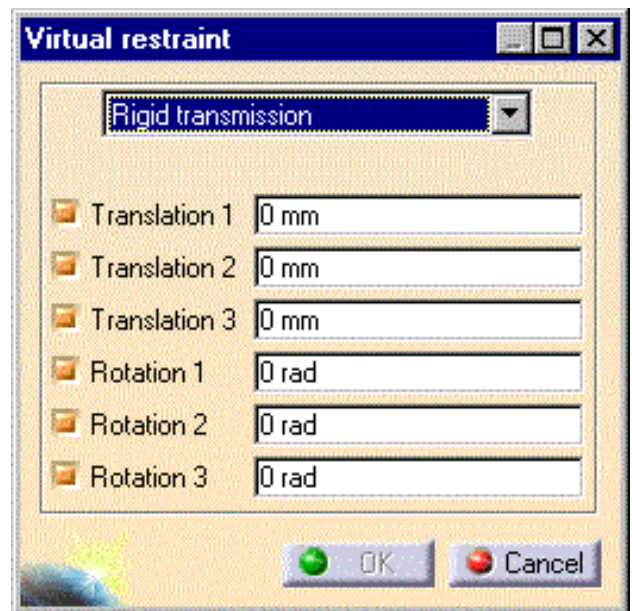 Virtual restraint
Rigid transmission
Translation 1 0 mm
Translation 2 0 mm
Translation 3 0 mm
Rotation 1 0 rad
Rotation 2 0 rad
Rotation 3 0 rad
OK Cancel